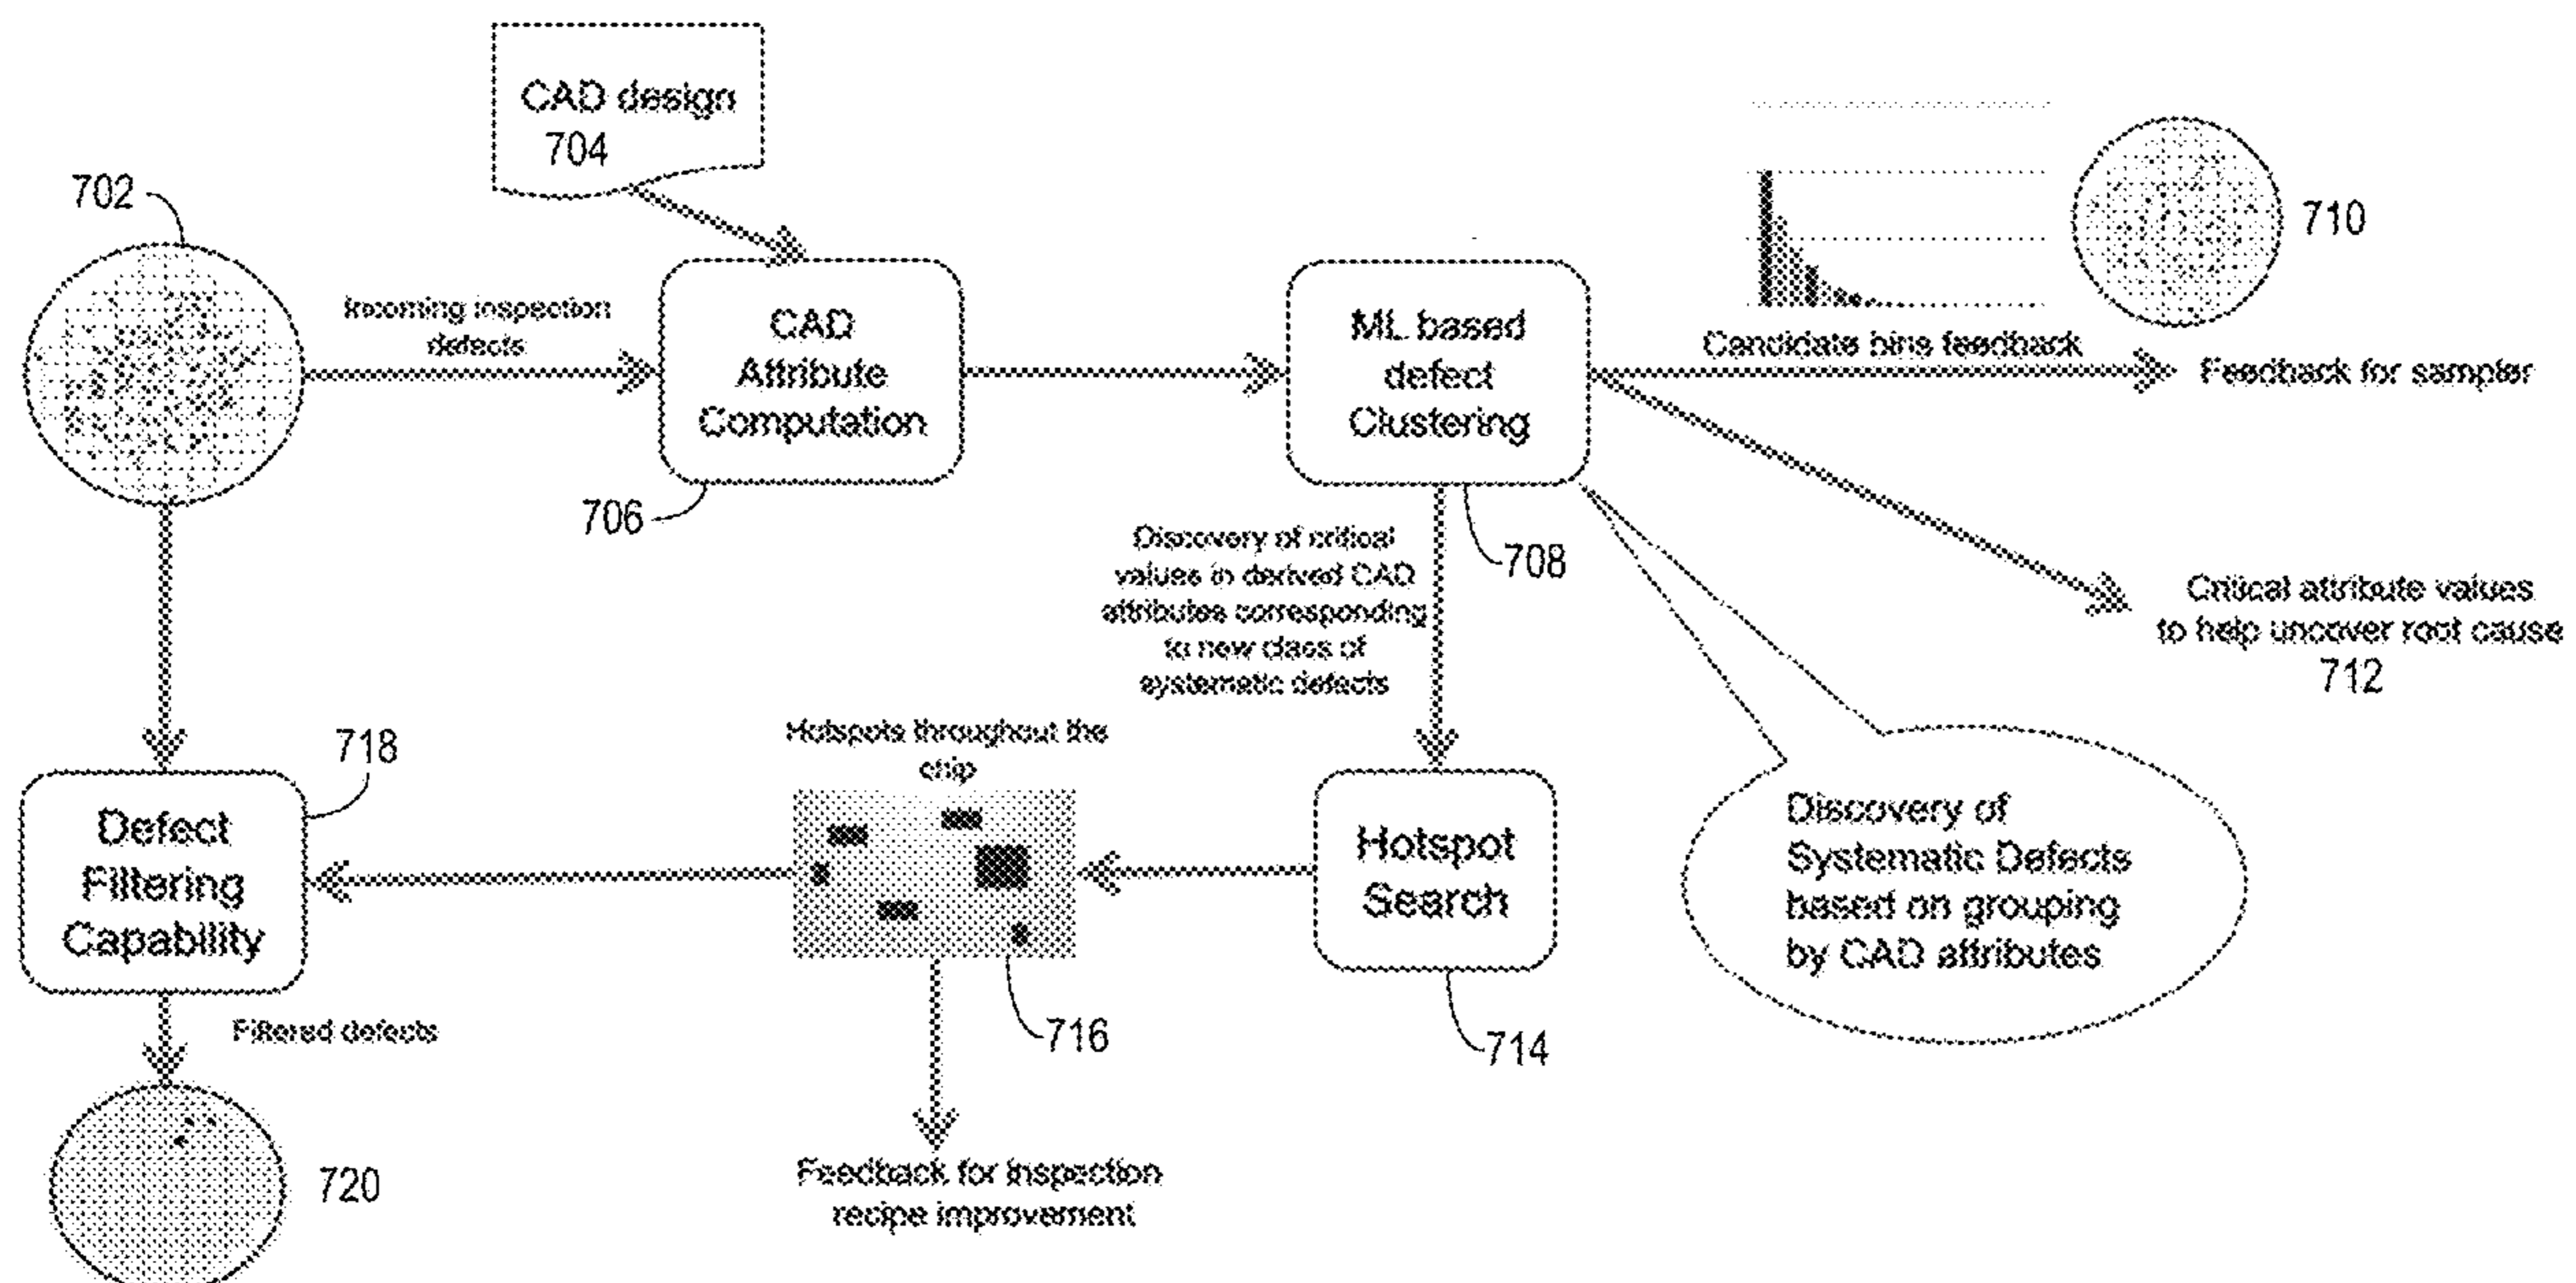 CAD design
704
702
710
Incoming inspection
defects
CAD
Attribute
Computation
706
ML based
defect
Clustering
708
Candidate bins feedback
Feedback for sampler
Critical attribute values
to help uncover root cause
712
Discovery of critical
values in derived CAD
attributes corresponding
to new class of
systematic defects
Hotspots throughout the
chip
718
Defect
Filtering
Capability
Hotspot
Search
714
716
Discovery of
Systematic Defects
based on grouping
by CAD attributes
Filtered defects
720
Feedback for inspection
recipe improvement